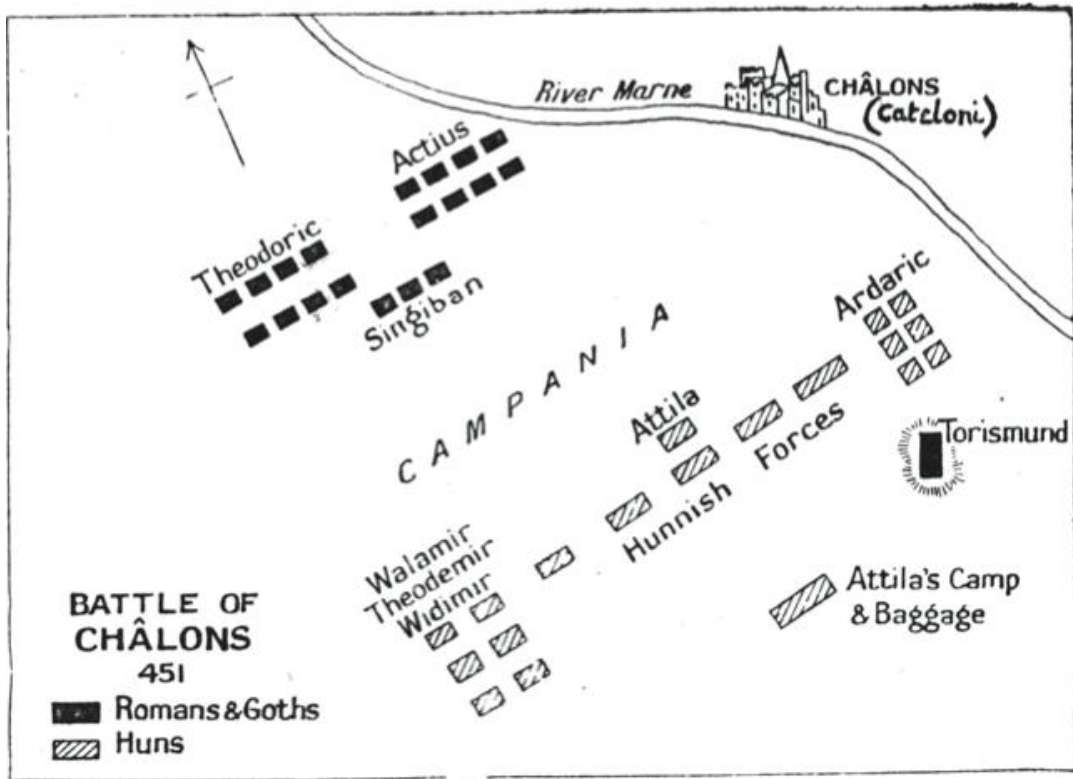 River Marne
CHÂLONS
(Cateloni)
Actius
Theodoric
Singiban
Ardaric
CAMPANIA
Attila
Torismund
Hunnish Forces
Walamir
Theodemir
Widimir
Attila's Camp
& Baggage
BATTLE OF
CHÂLONS
451
Romans & Goths
Huns